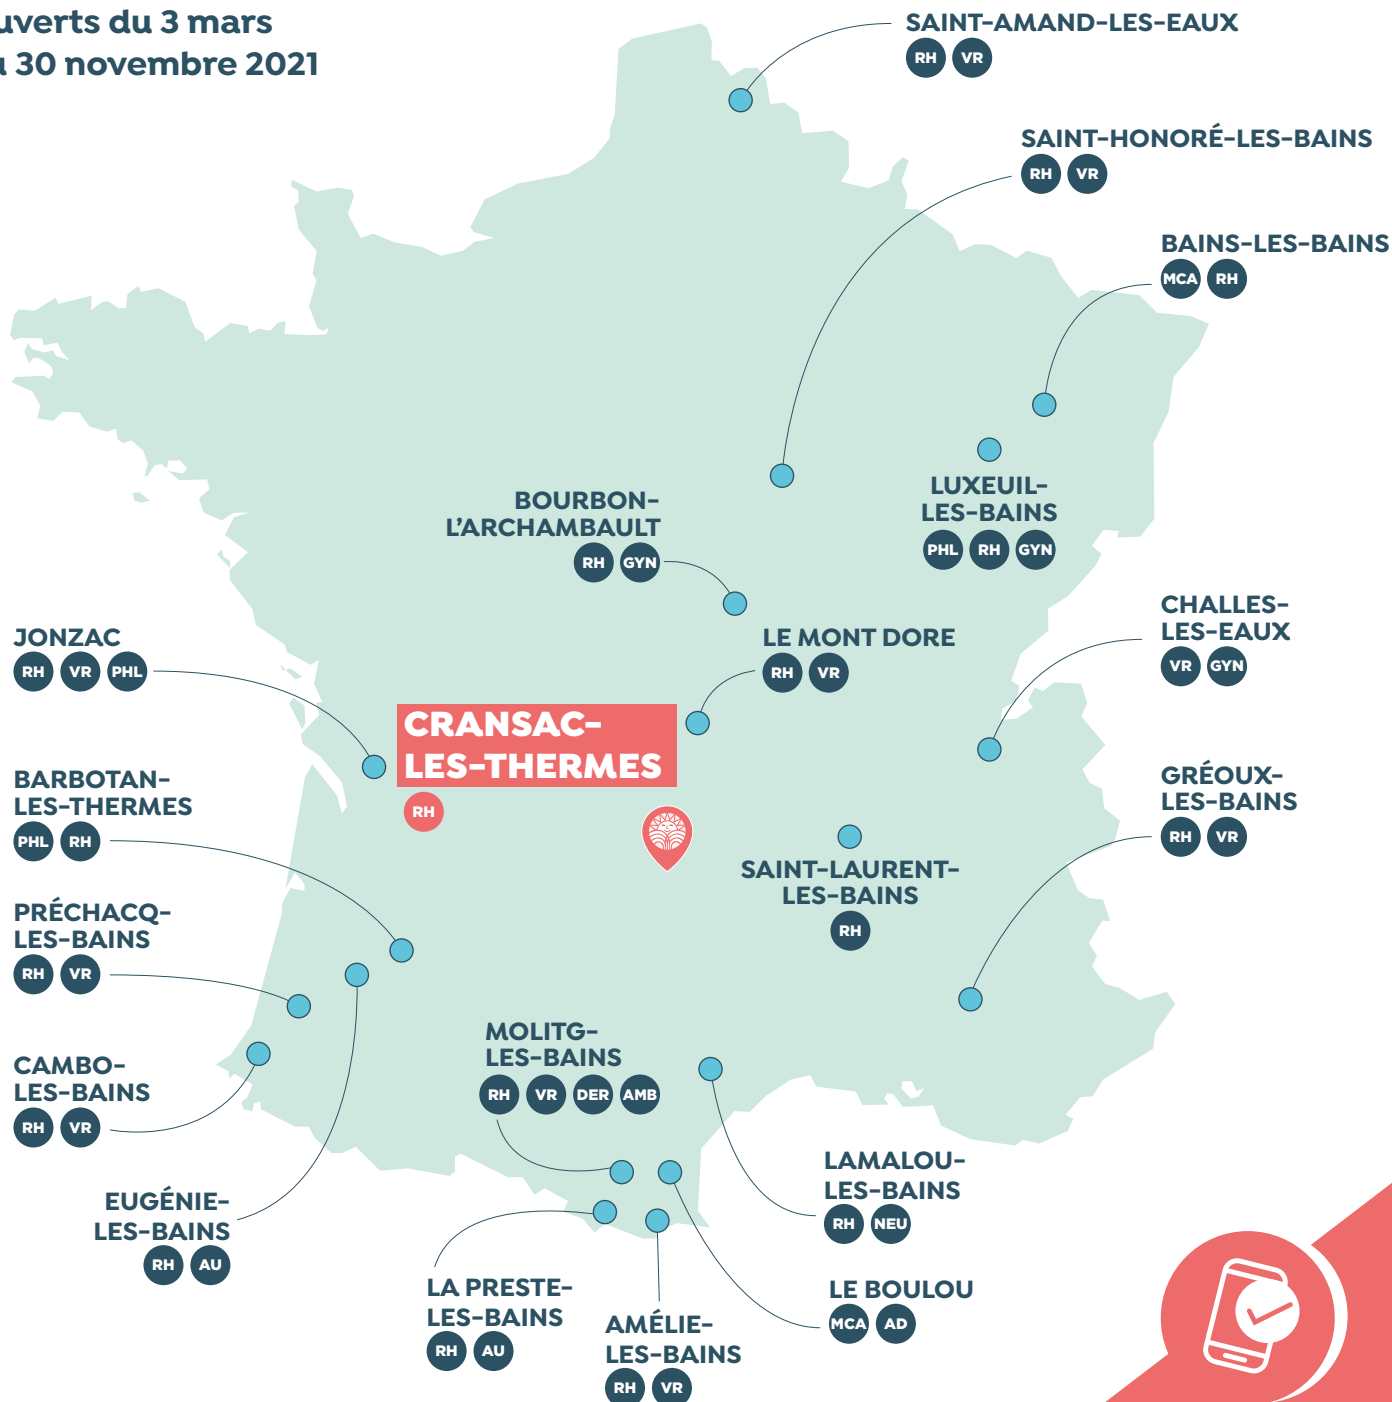 uverts du 3 mars
u 30 novembre 2021
SAINT-AMAND-LES-EAUX
RH VR
SAINT-HONORÉ-LES-BAINS
RH VR
BAINS-LES-BAINS
MCA RH
LUXEUIL-
LES-BAINS
PHL RH GYN
BOURBON-
L'ARCHAMBAULT
RH GYN
CHALLES-
LES-EAUX
VR GYN
JONZAC
RH VR PHL
LE MONT DORE
RH VR
CRANSAC-
LES-THERMES
RH
BARBOTAN-
LES-THERMES
PHL RH
GRÉOUX-
LES-BAINS
RH VR
SAINT-LAURENT-
LES-BAINS
RH
PRÉCHACQ-
LES-BAINS
RH VR
MOLITG-
LES-BAINS
RH VR DER AMB
CAMBO-
LES-BAINS
RH VR
LAMALOU-
LES-BAINS
RH NEU
EUGÉNIE-
LES-BAINS
RH AU
LA PRESTE-
LES-BAINS
RH AU
LE BOULOU
MCA AD
AMÉLIE-
LES-BAINS
RH VR